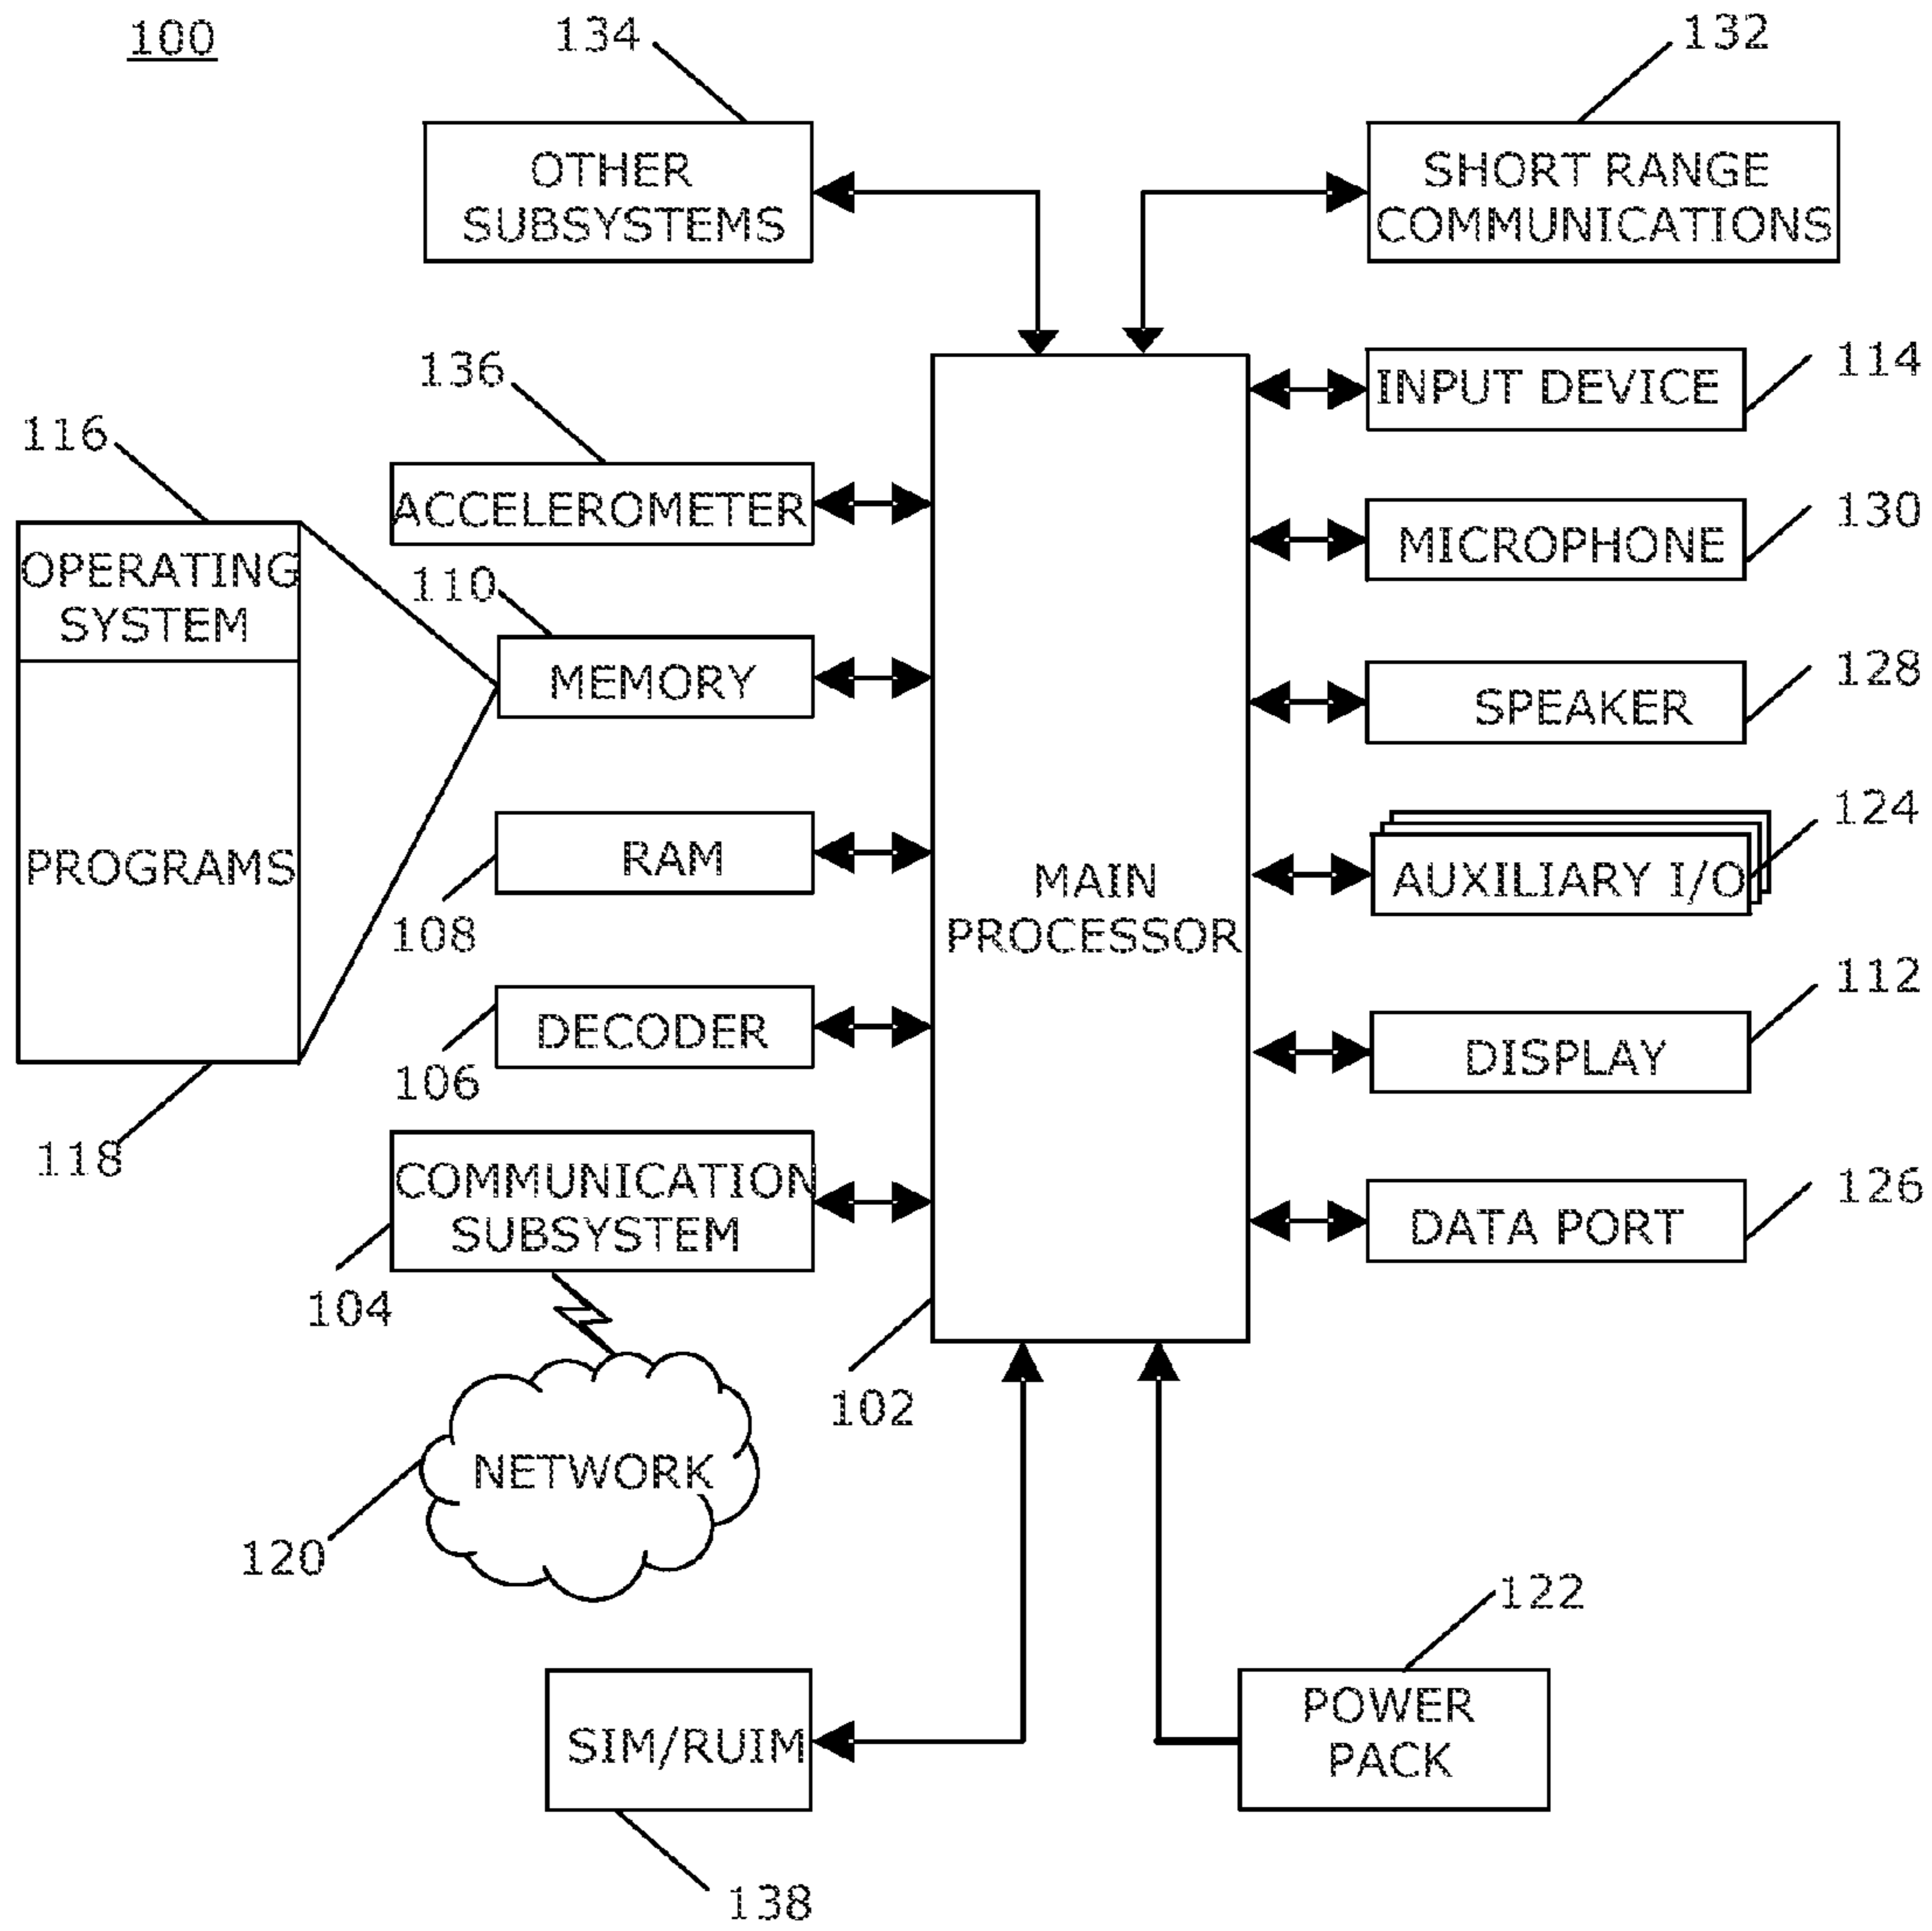 100
134
132
OTHER
SUBSYSTEMS
SHORT RANGE
COMMUNICATIONS
136
114
INPUT DEVICE
116
ACCELEROMETER
130
MICROPHONE
OPERATING
SYSTEM
110
MEMORY
128
SPEAKER
PROGRAMS
RAM
108
124
AUXILIARY I/O
MAIN
PROCESSOR
DECODER
106
112
DISPLAY
118
COMMUNICATION
SUBSYSTEM
104
126
DATA PORT
102
NETWORK
120
122
SIM/RUIM
POWER
PACK
138